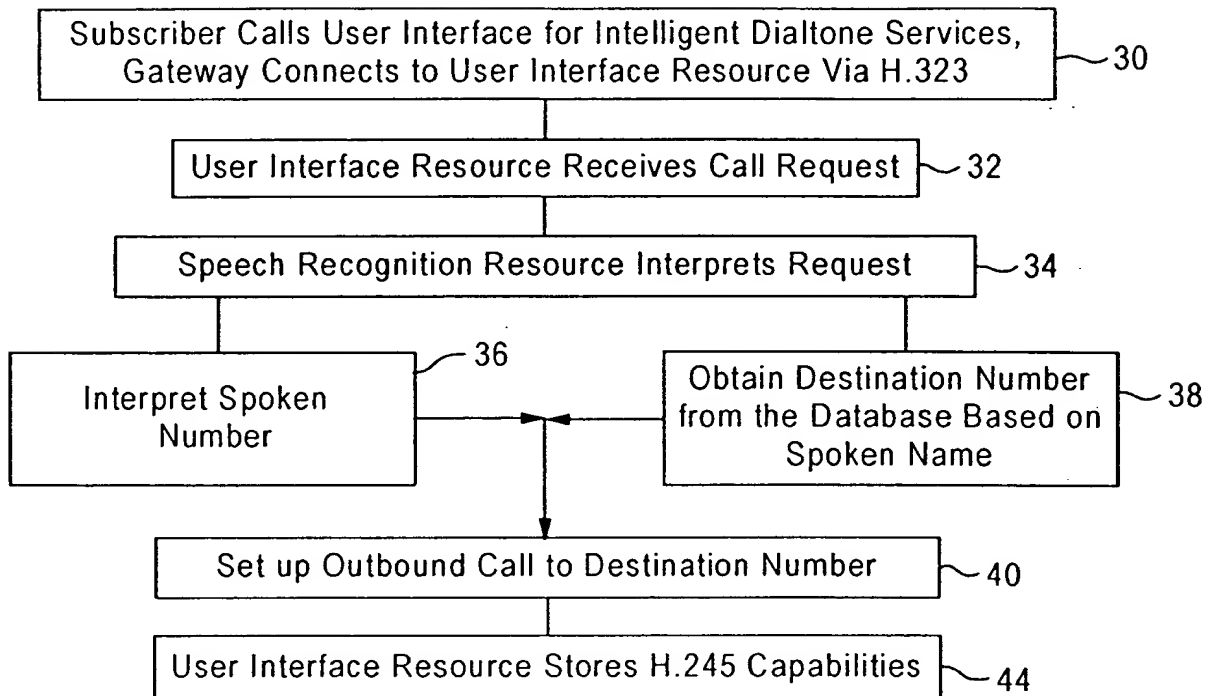 Subscriber Calls User Interface for Intelligent Dialtone Services,
Gateway Connects to User Interface Resource Via H.323
30
User Interface Resource Receives Call Request
32
Speech Recognition Resource Interprets Request
34
Interpret Spoken
Number
36
Obtain Destination Number
from the Database Based on
Spoken Name
38
Set up Outbound Call to Destination Number
40
User Interface Resource Stores H.245 Capabilities
44